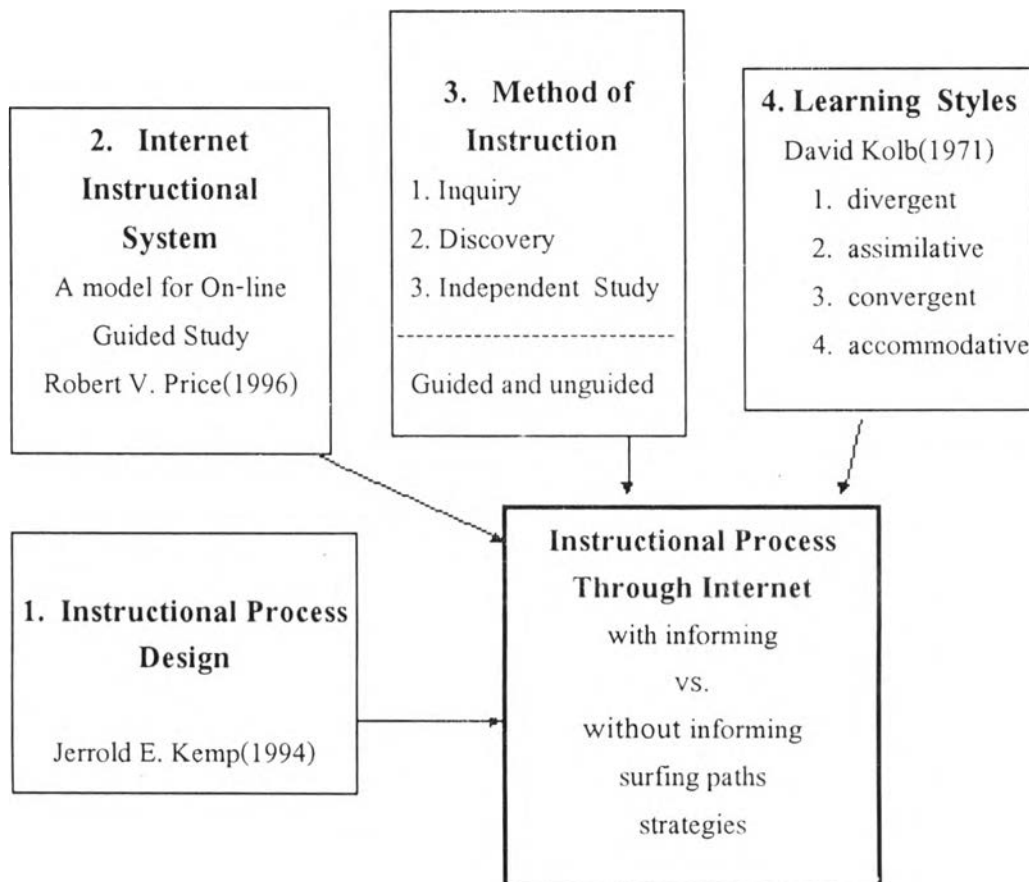 2. Internet
Instructional
System
A model for On-line
Guided Study
Robert V. Price(1996)
3. Method of
Instruction
1. Inquiry
2. Discovery
3. Independent Study
Guided and unguided
4. Learning Styles
David Kolb(1971)
1. divergent
2. assimilative
3. convergent
4. accommodative
1. Instructional Process
Design
Jerrold E. Kemp(1994)
Instructional Process
Through Internet
with informing
vs.
without informing
surfing paths
strategies